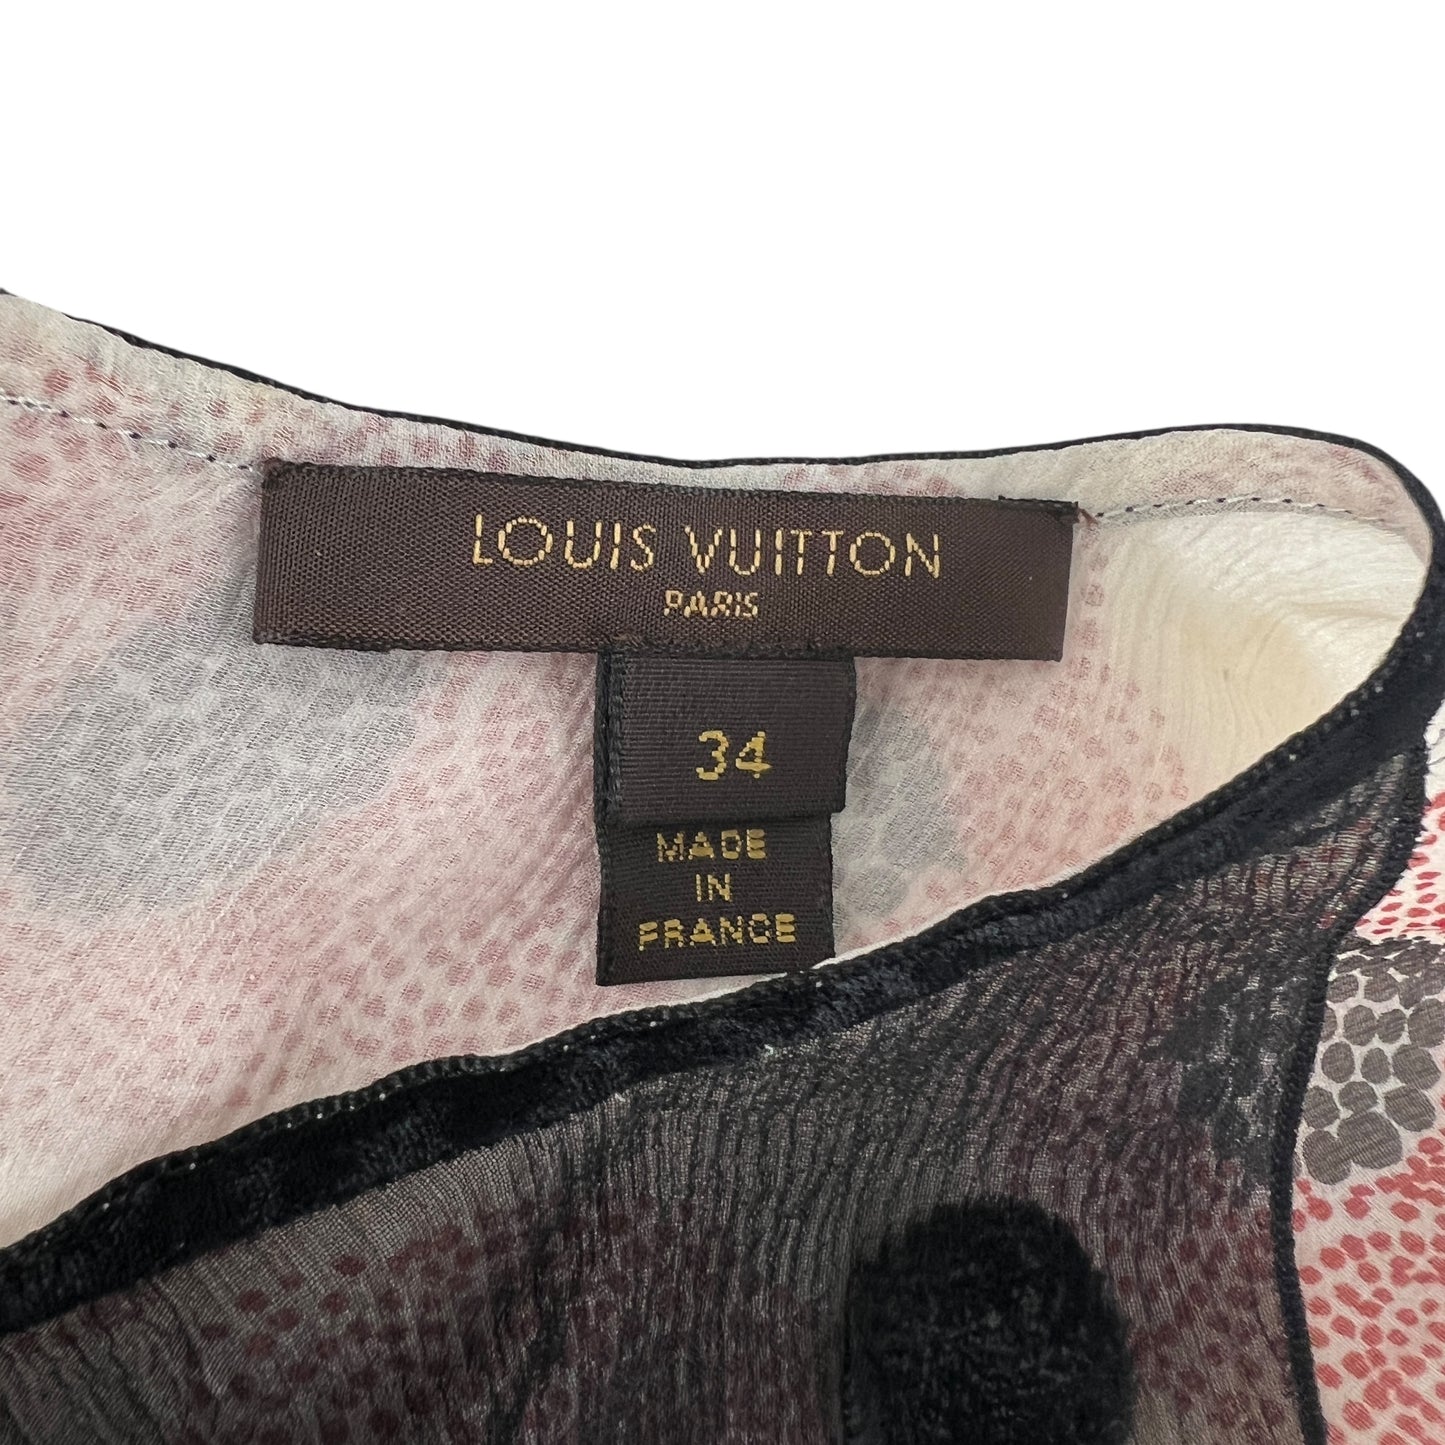 LOUIS VUITTON
PARIS
34
MADE
IN
FRANCE